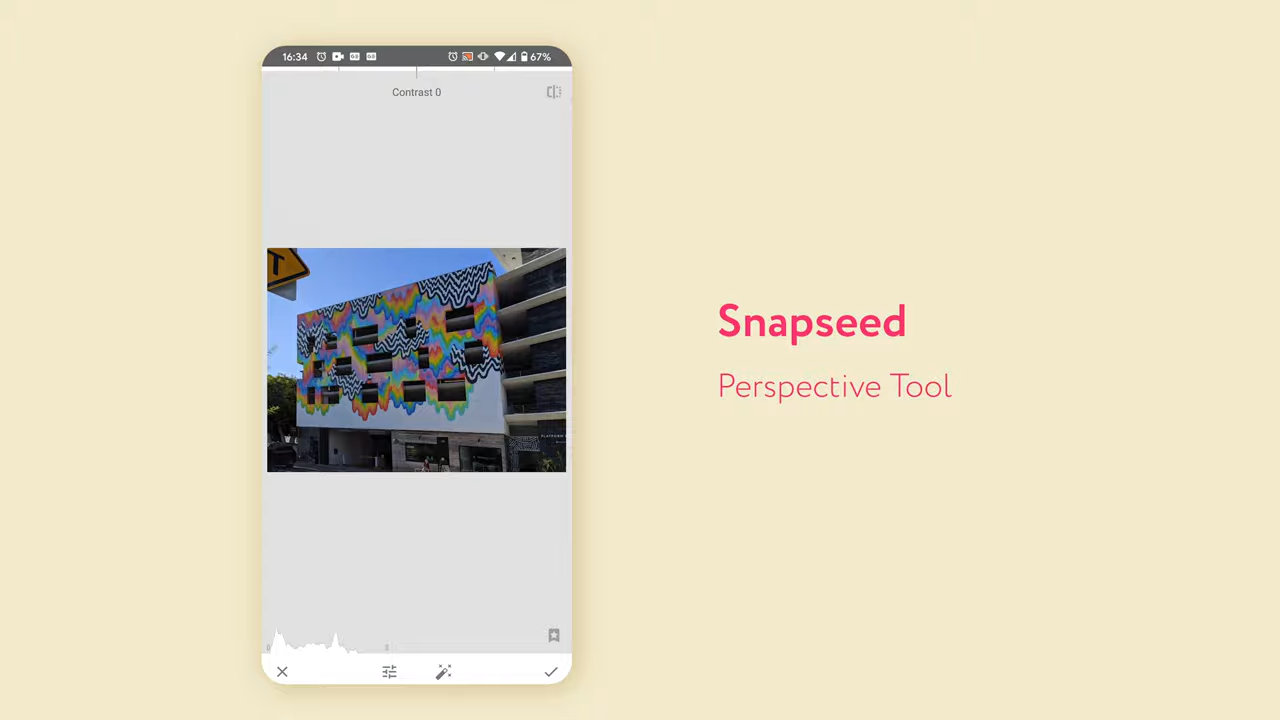 16:34
67%
Contrast 0
T
Snapseed
Perspective Tool